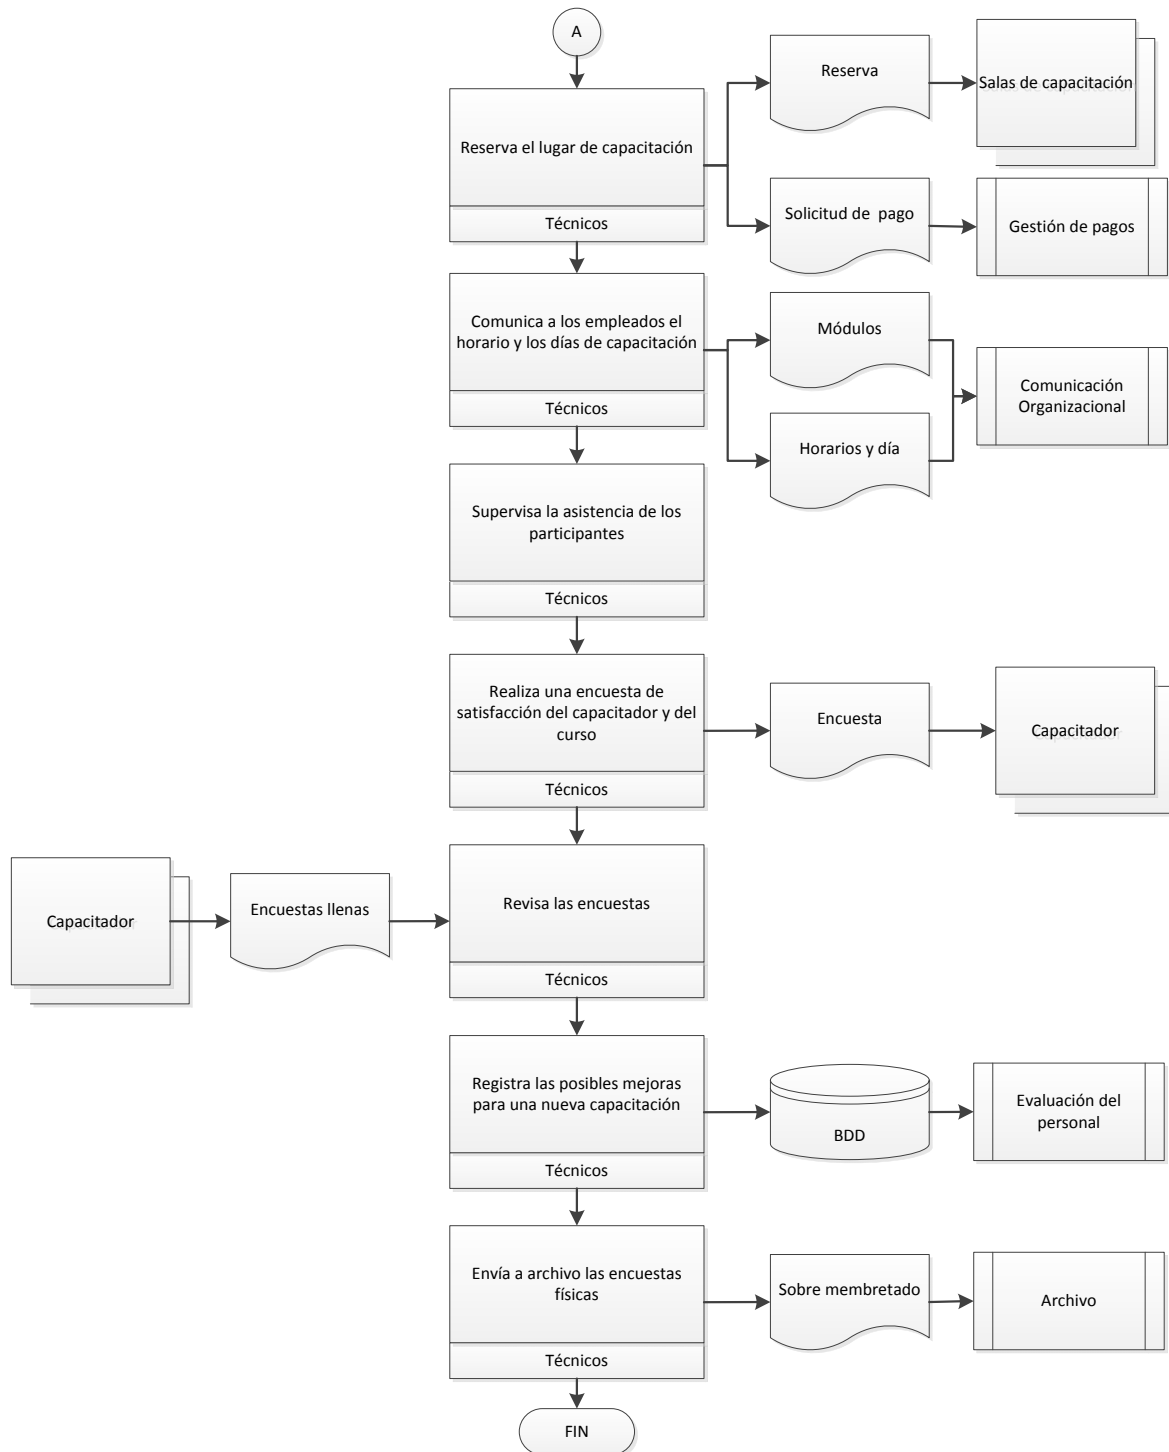 A
Reserva
Salas de capacitación
Reserva el lugar de capacitación
Técnicos
Solicitud de pago
Gestión de pagos
Comunica a los empleados el
horario y los días de capacitación
Técnicos
Módulos
Horarios y día
Comunicación
Organizacional
Supervisa la asistencia de los
participantes
Técnicos
Realiza una encuesta de
satisfacción del capacitador y del
curso
Técnicos
Encuesta
Capacitador
Capacitador
Encuestas llenas
Revisa las encuestas
Técnicos
Registra las posibles mejoras
para una nueva capacitación
Técnicos
BDD
Evaluación del
personal
Envía a archivo las encuestas
físicas
Técnicos
Sobre membretado
Archivo
FIN